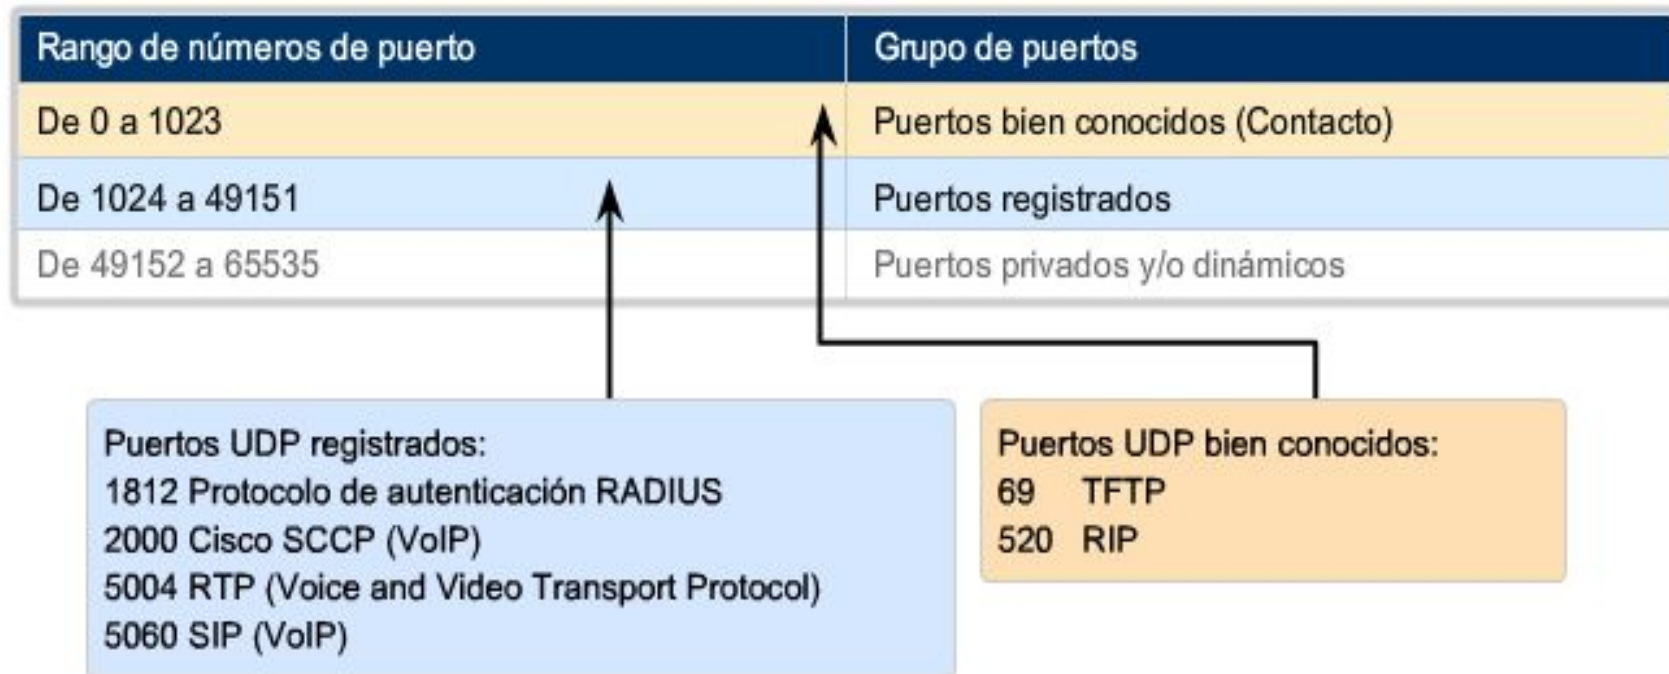 Rango de números de puerto
Grupo de puertos
De 0 a 1023
Puertos bien conocidos (Contacto)
De 1024 a 49151
Puertos registrados
De 49152 a 65535
Puertos privados y/o dinámicos
Puertos UDP registrados:
1812 Protocolo de autenticación RADIUS
2000 Cisco SCCP (VoIP)
5004 RTP (Voice and Video Transport Protocol)
5060 SIP (VoIP)
Puertos UDP bien conocidos:
69 TFTP
520 RIP